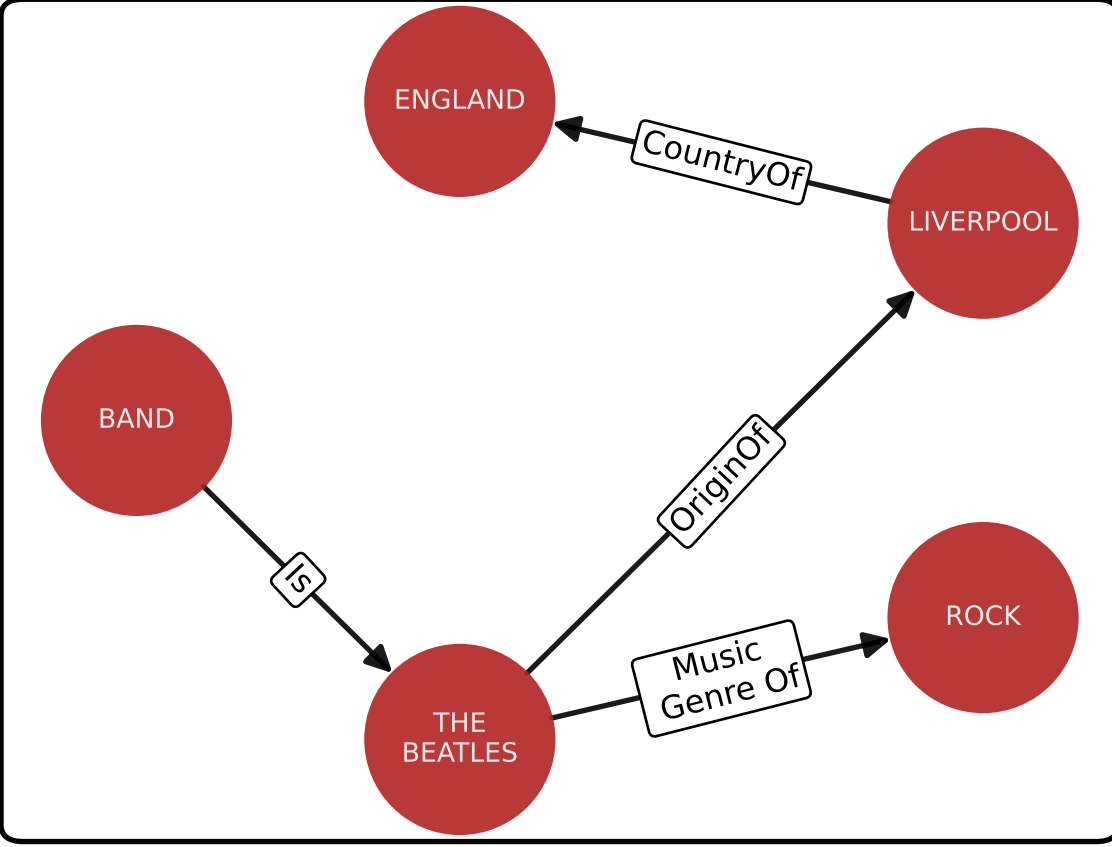 ENGLAND
CountryOf
LIVERPOOL
BAND
OriginOf
Is
ROCK
Music
Genre Of
THE
BEATLES